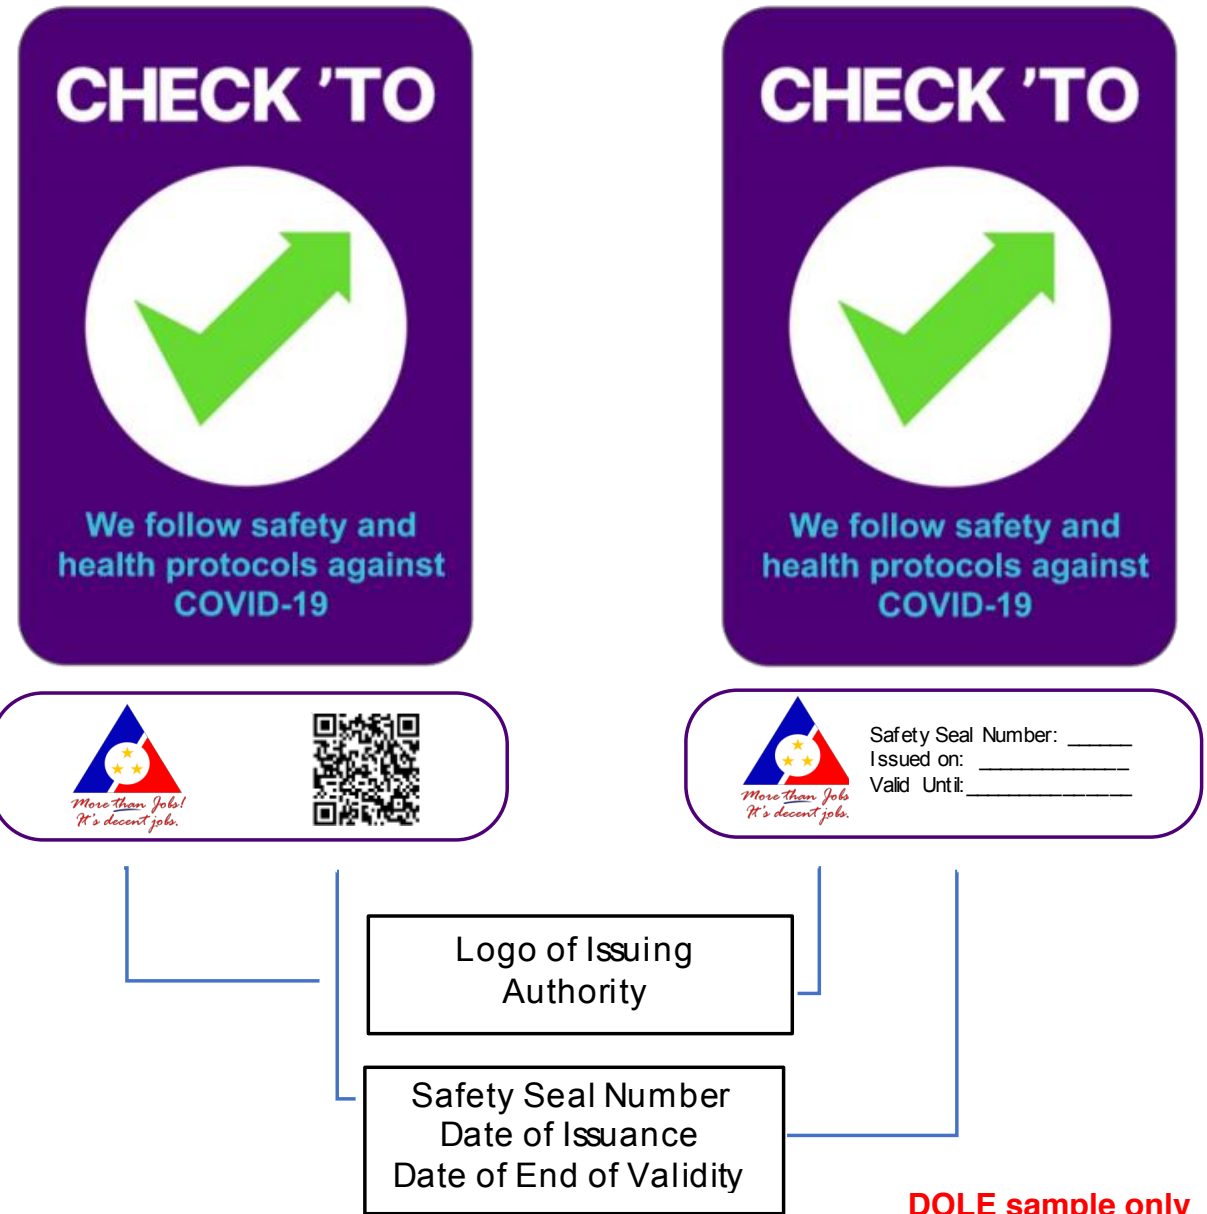 CHECK ’TO
We follow safety and
health protocols against
COVID-19
More than Jobs!
It's decent jobs.
CHECK ’TO
We follow safety and
health protocols against
COVID-19
More than Jobs
It's decent jobs.
Safety Seal Number: ______
Issued on: ______________
Valid Until:________________
Logo of Issuing
Authority
Safety Seal Number
Date of Issuance
Date of End of Validity
DOLE sample only